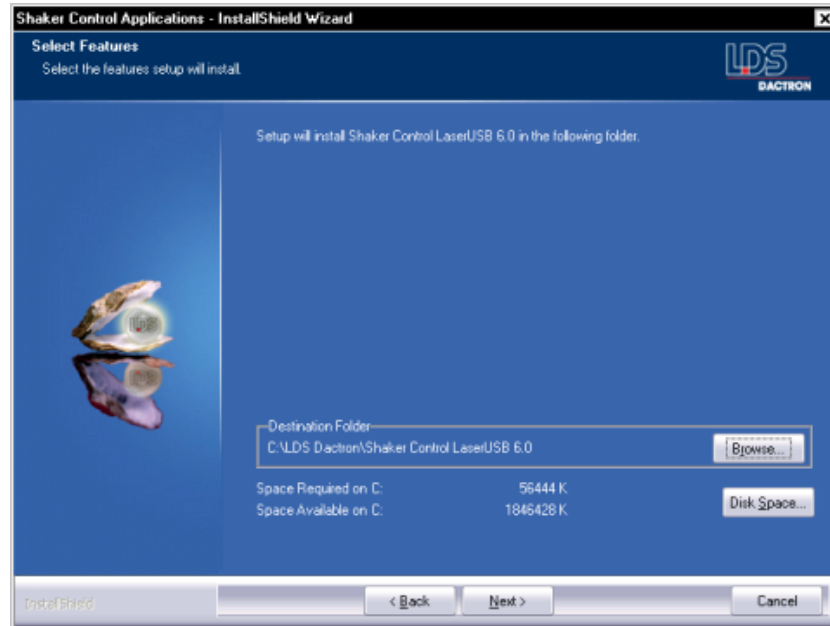 Shaker Control Applications - InstallShield Wizard
Select Features
Select the features setup will install.
LDS
DACTRON
Setup will install Shaker Control LaserUSB 6.0 in the following folder.
LDS
Destination Folder
C:\LDS Dactron\Shaker Control LaserUSB 6.0
Browse...
Space Required on C: 56444 K
Space Available on C: 1846428 K
Disk Space...
InstallShield
< Back
Next >
Cancel